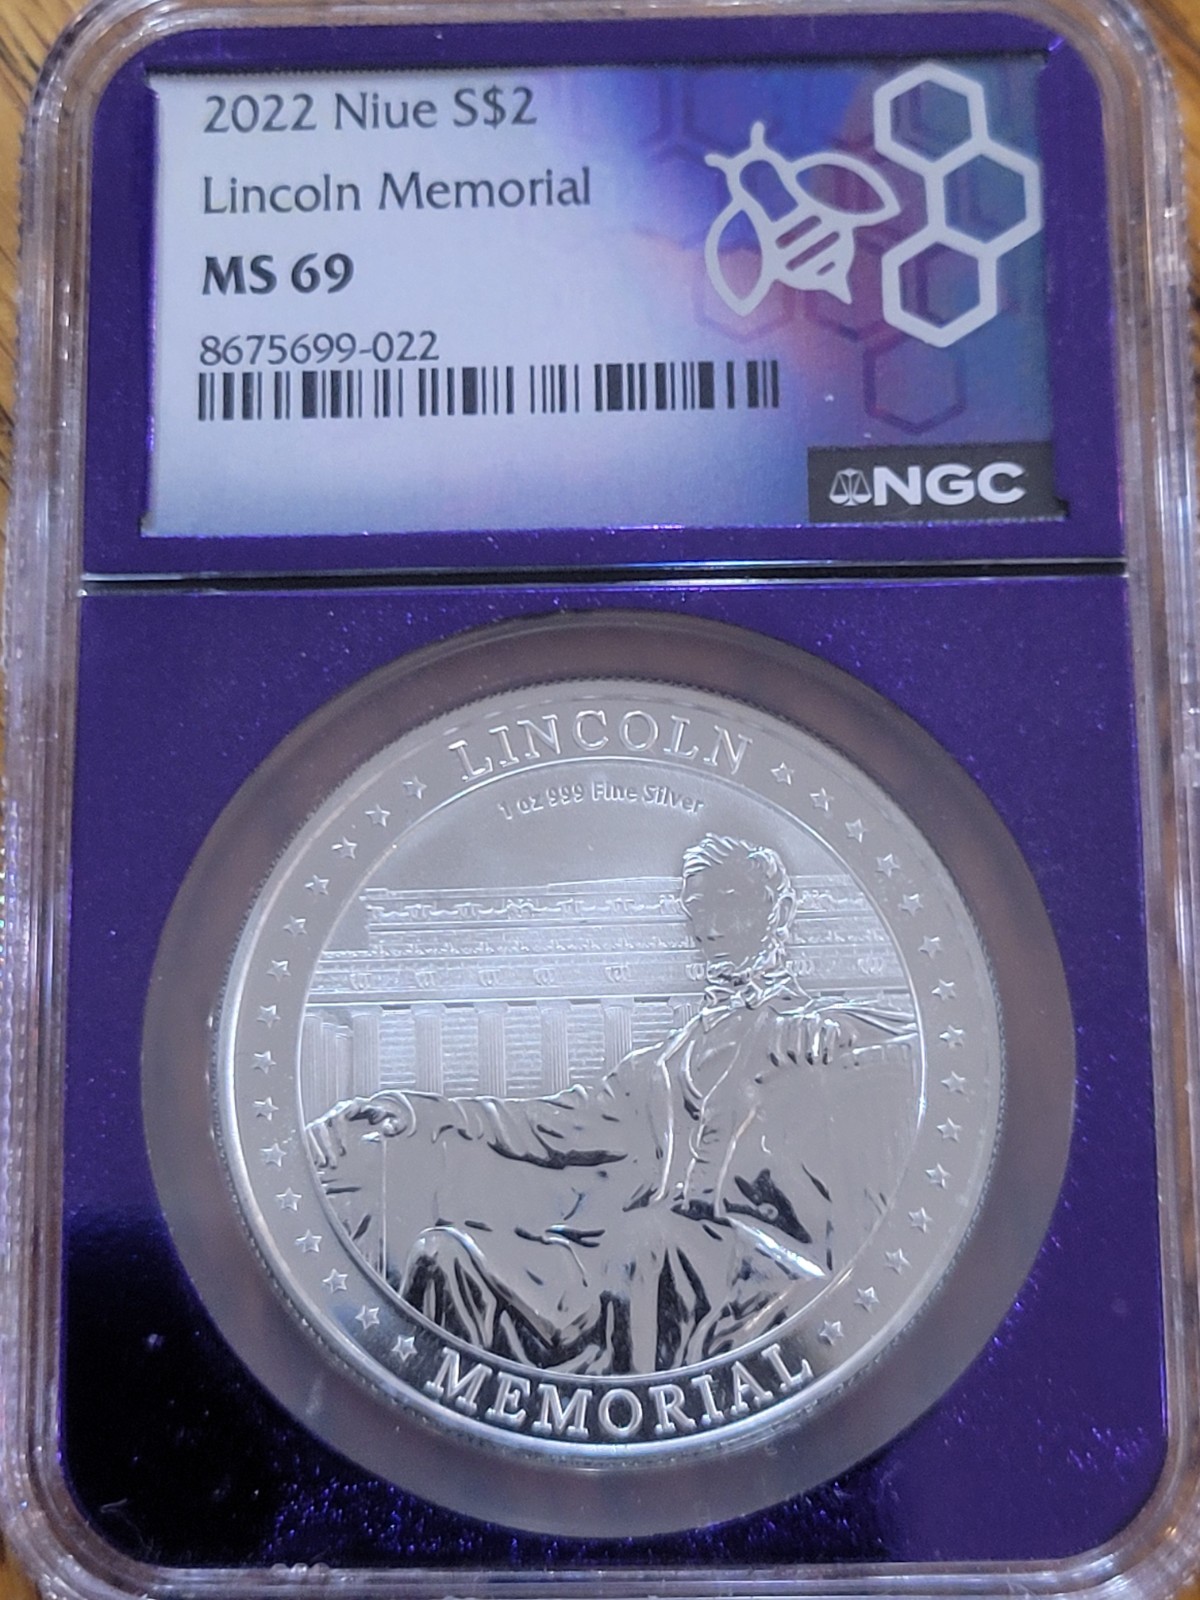 2022 Niue S$2
Lincoln Memorial
MS 69
8675699-022
NGC
LINCOLN
1 oz 999 Fine Silver
MEMORIAL